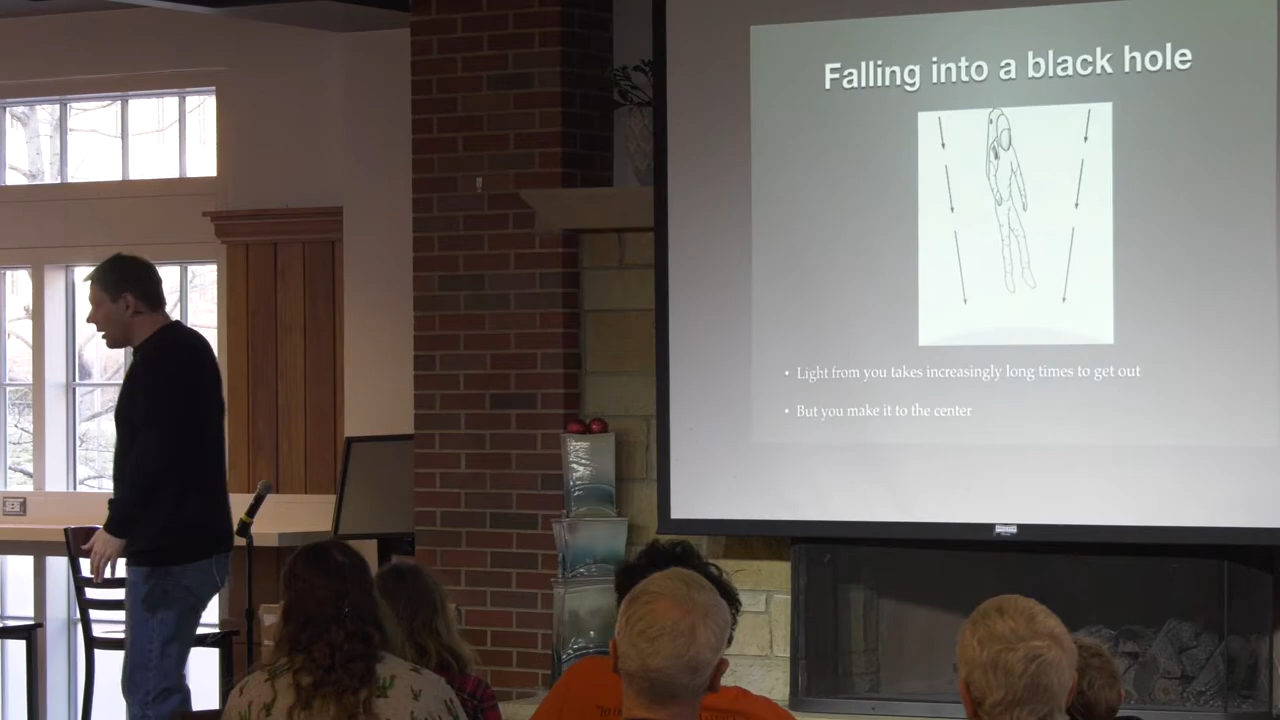 Falling into a black hole
• Light from you takes increasingly long times to get out
• But you make it to the center